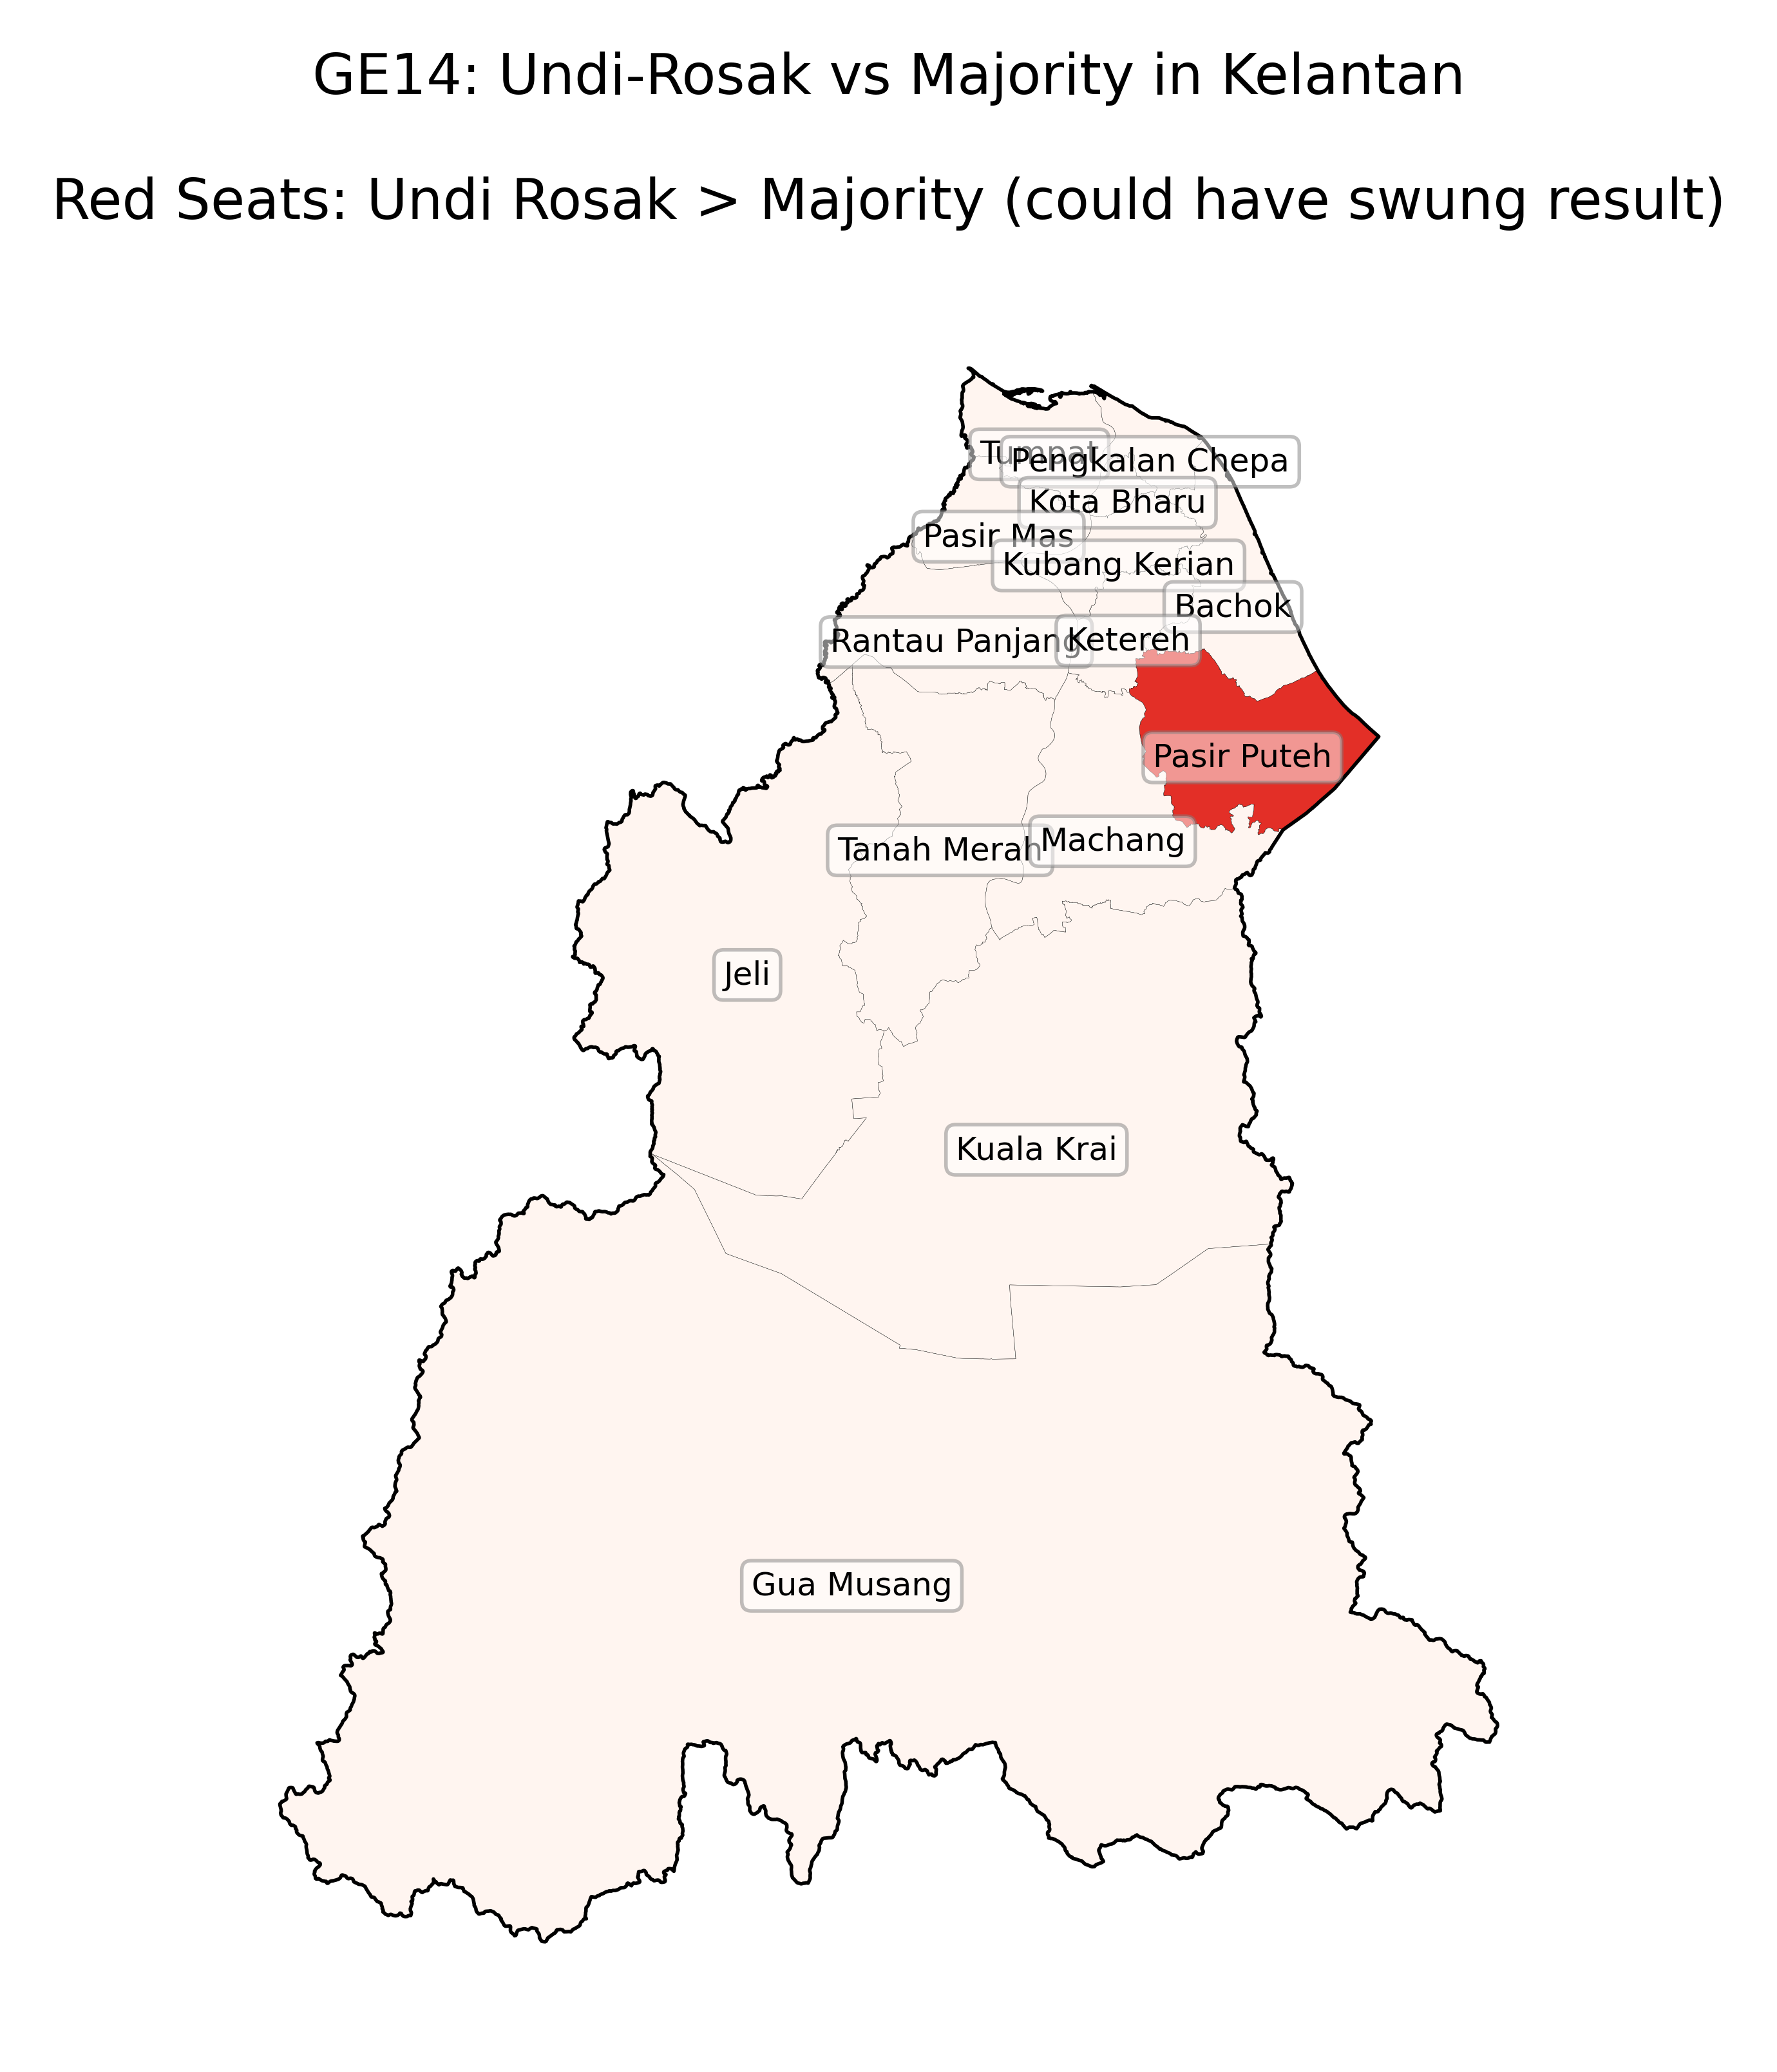 GE14: Undi-Rosak vs Majority in Kelantan
Red Seats: Undi Rosak > Majority (could have swung result)
Tumpat
Pengkalan Chepa
Kota Bharu
Pasir Mas
Kubang Kerian
Bachok
Rantau Panjang
Ketereh
Pasir Puteh
Tanah Merah
Machang
Jeli
Kuala Krai
Gua Musang